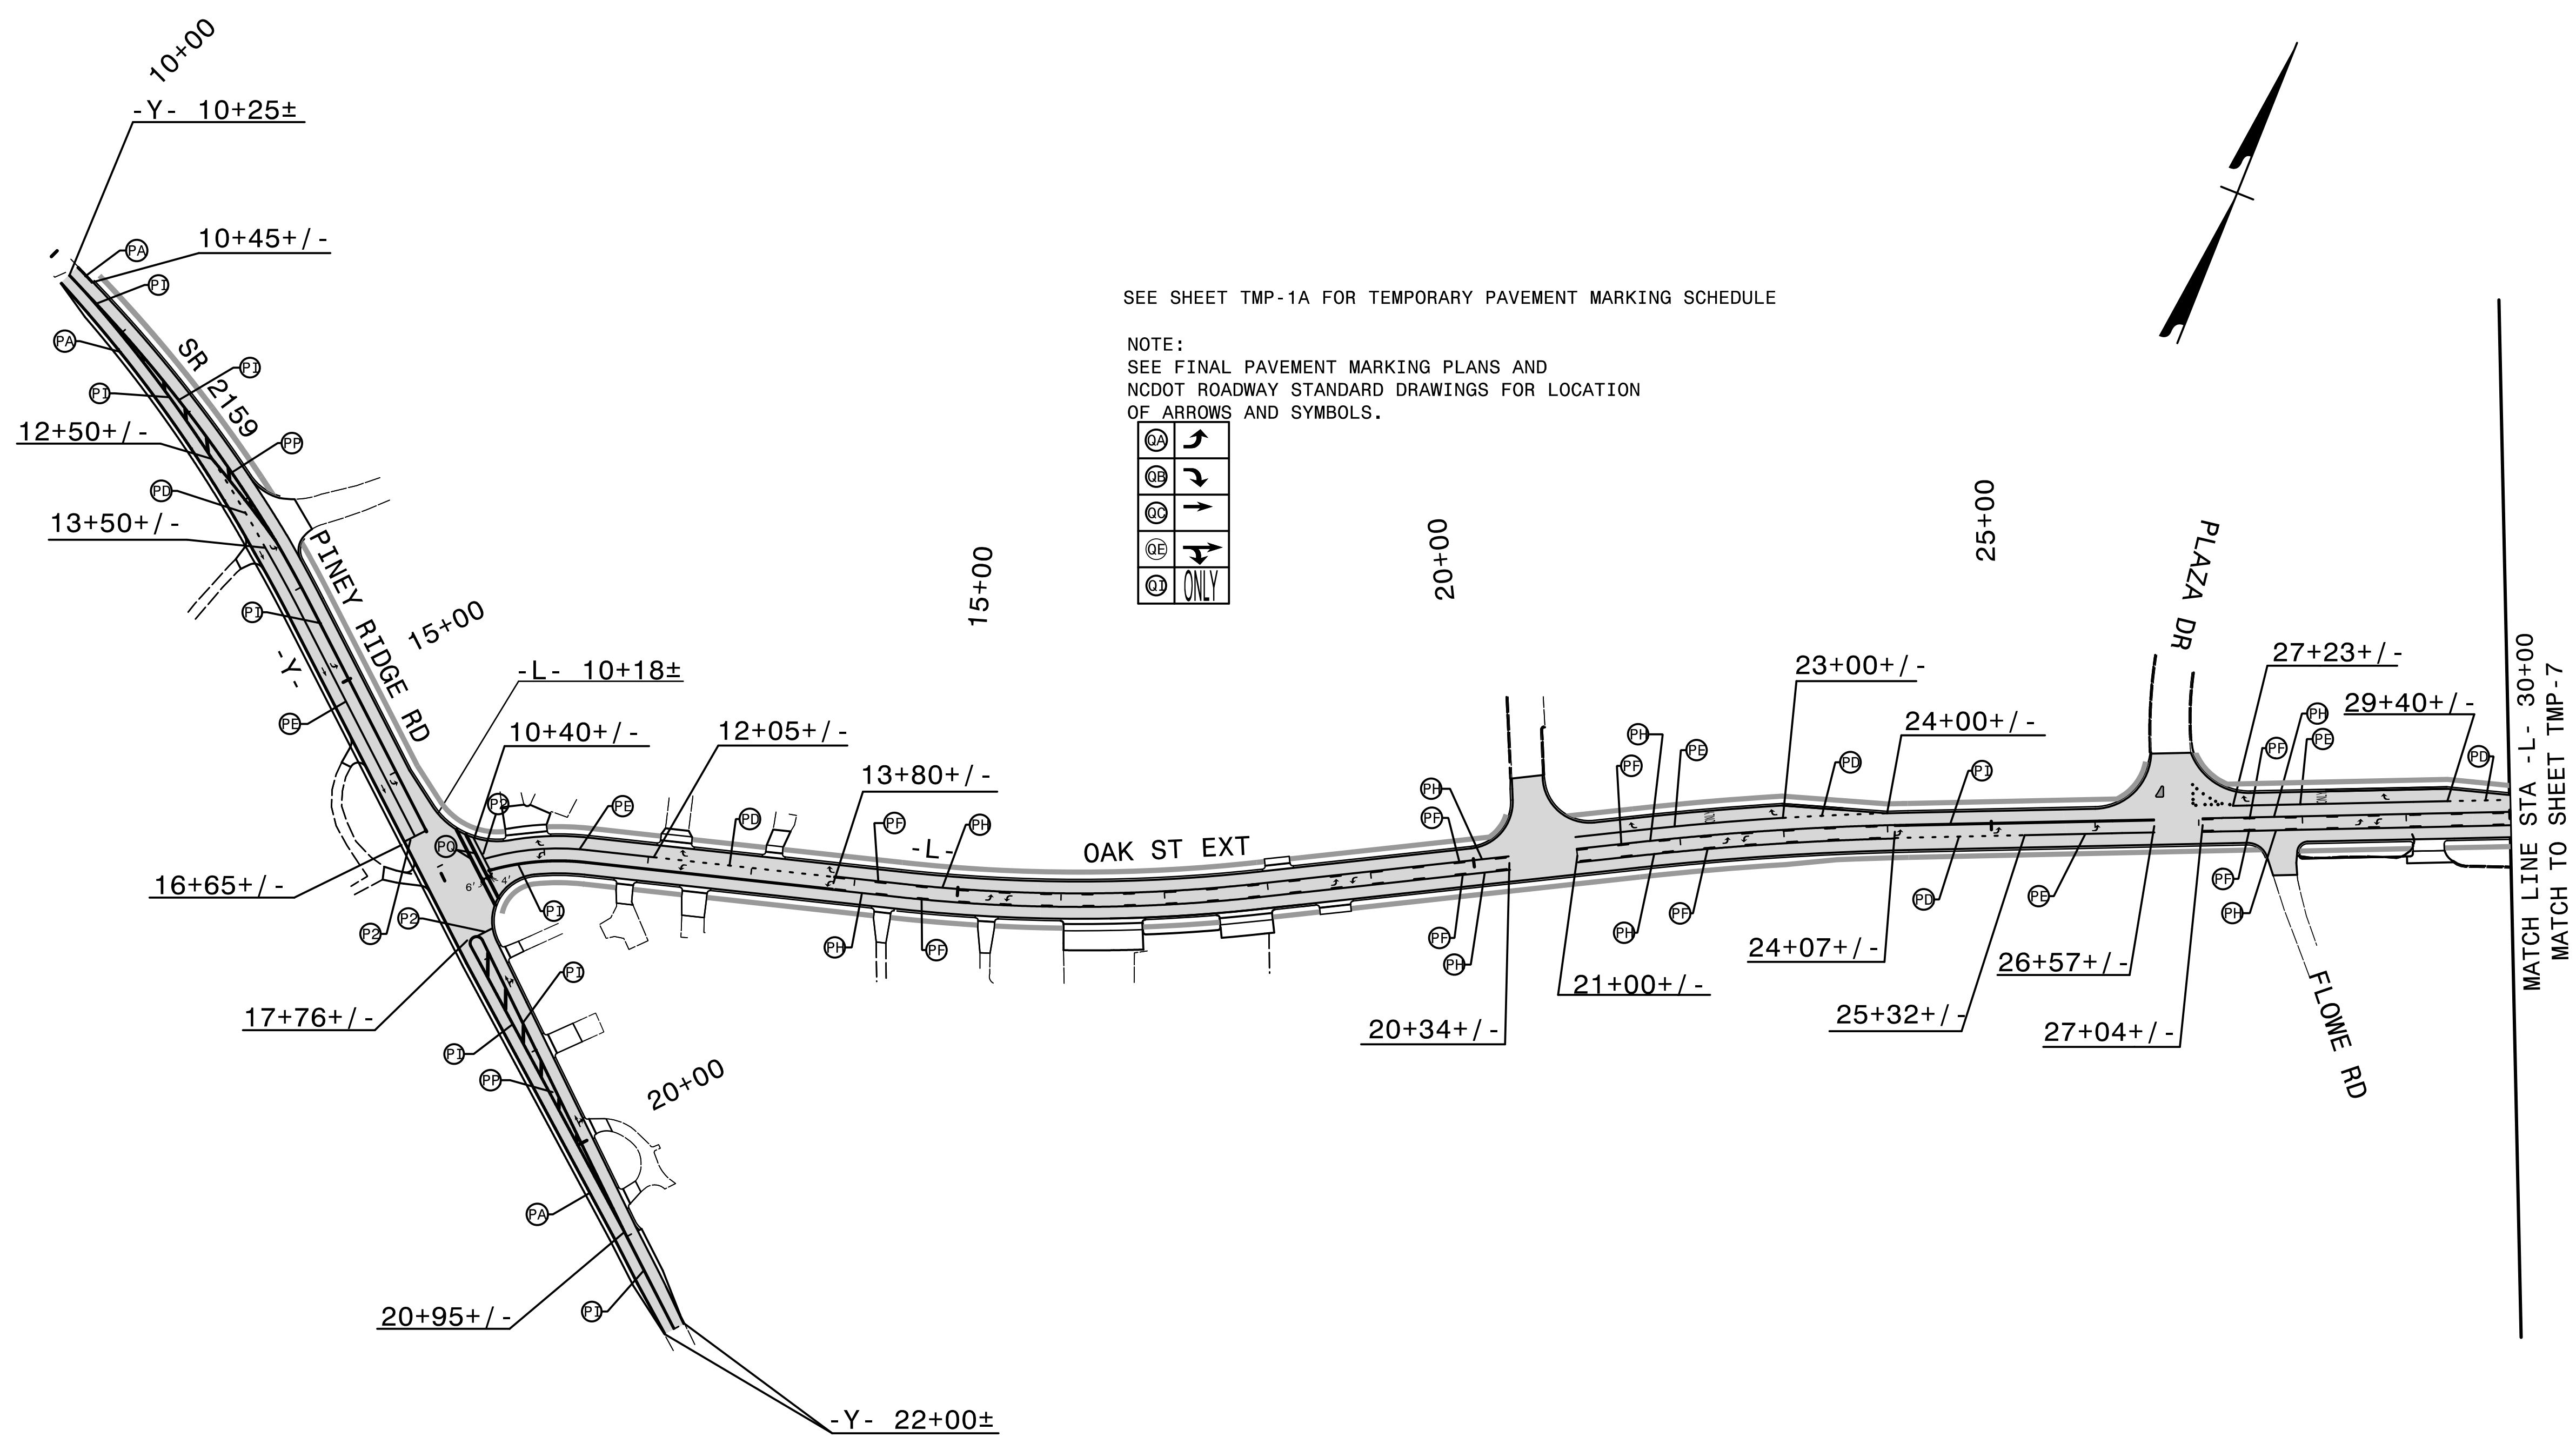 10+00
-Y- 10+25±
10+45+/-
PA
PI
SR 2159
PA
PI
PI
12+50+/-
PP
PD
13+50+/-
PINEY RIDGE RD
PI
15+00
-Y-
PE
-L- 10+18±
10+40+/-
12+05+/-
13+80+/-
P2
PE
PD
PF
PH
PQ
6' 4'
16+65+/-
P2
P2
PI
-L-
OAK ST EXT
PH
PF
17+76+/-
PI
PI
PP
20+00
PA
20+95+/-
PI
-Y- 22+00±
SEE SHEET TMP-1A FOR TEMPORARY PAVEMENT MARKING SCHEDULE
NOTE:
SEE FINAL PAVEMENT MARKING PLANS AND
NCDOT ROADWAY STANDARD DRAWINGS FOR LOCATION
OF ARROWS AND SYMBOLS.
QA
QB
QC
QE
QI ONLY
15+00
20+00
25+00
PH
PF
PF
PH
20+34+/-
PH
PF
PE
23+00+/-
PD
24+00+/-
PI
ONLY
PH
PF
21+00+/-
24+07+/-
PD
25+32+/-
PE
26+57+/-
27+04+/-
PLAZA DR
27+23+/-
PH
PF
PE
29+40+/-
PD
ONLY
PF
PH
FLOWE RD
MATCH LINE STA -L- 30+00
MATCH TO SHEET TMP-7